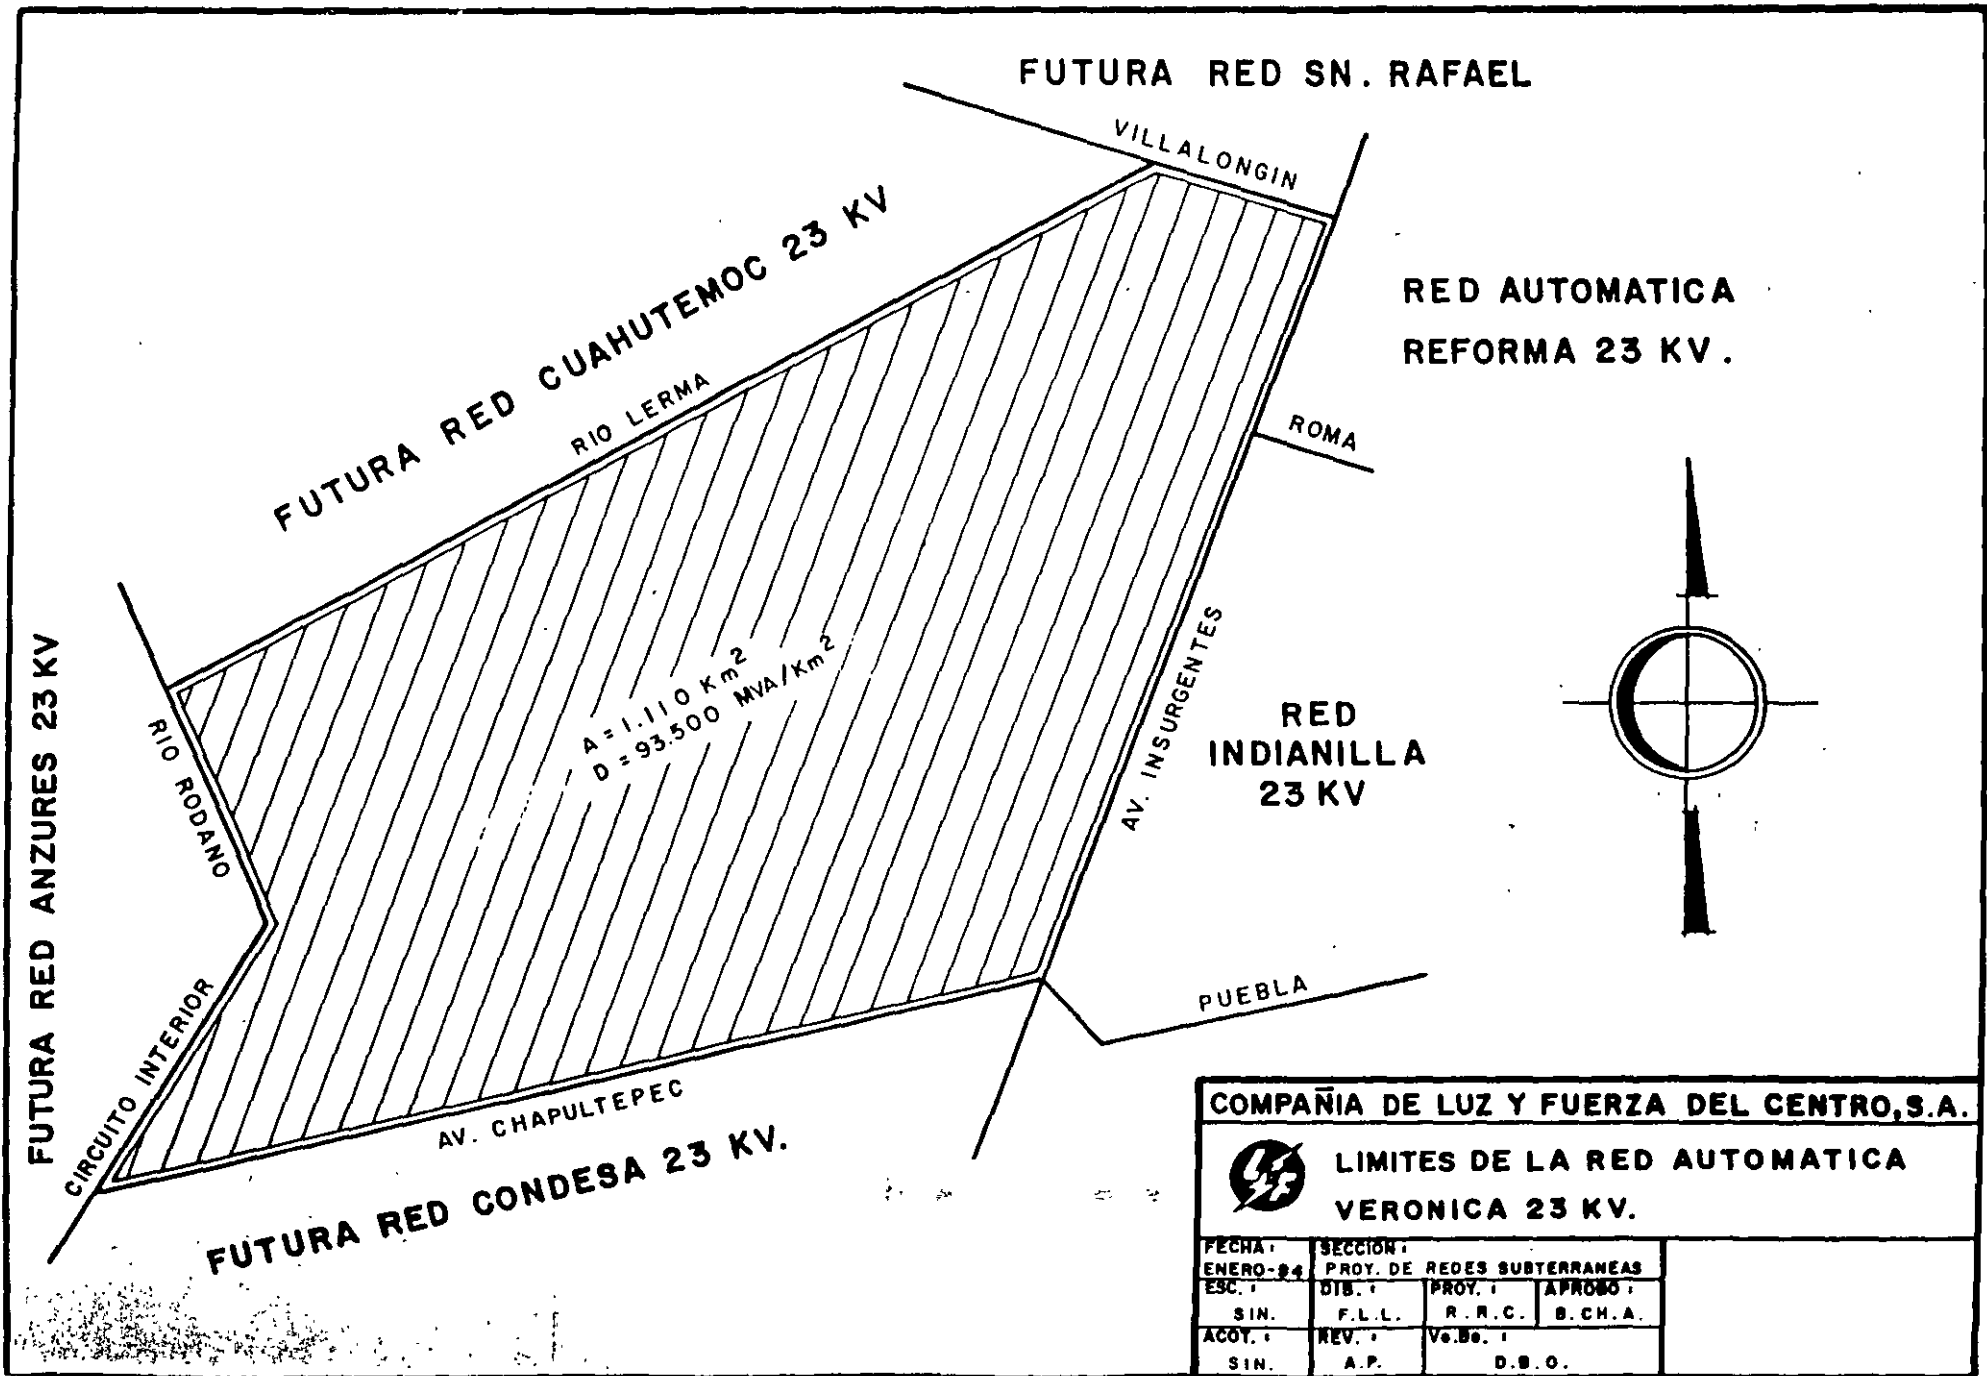 FUTURA RED SN. RAFAEL
VILLALONGIN
FUTURA RED CUAHUTEMOC 23 KV
RIO LERMA
RED AUTOMATICA
REFORMA 23 KV.
ROMA
A = 1.110 Km²
D = 93.500 MVA/Km²
AV. INSURGENTES
RED
INDIANILLA
23 KV
FUTURA RED ANZURES 23 KV
RIO RODANO
CIRCUITO INTERIOR
PUEBLA
AV. CHAPULTEPEC
FUTURA RED CONDESA 23 KV.
COMPAÑIA DE LUZ Y FUERZA DEL CENTRO, S.A.
LIMITES DE LA RED AUTOMATICA
VERONICA 23 KV.
FECHA: SECCION:
ENERO-84 PROY. DE REDES SUBTERRANEAS
ESC.: DIB.: PROY.: APROBO:
SIN. F.L.L. R.R.C. B.CH.A.
ACOT.: REV.: Vo.Bo.:
SIN. A.P. D.B.O.